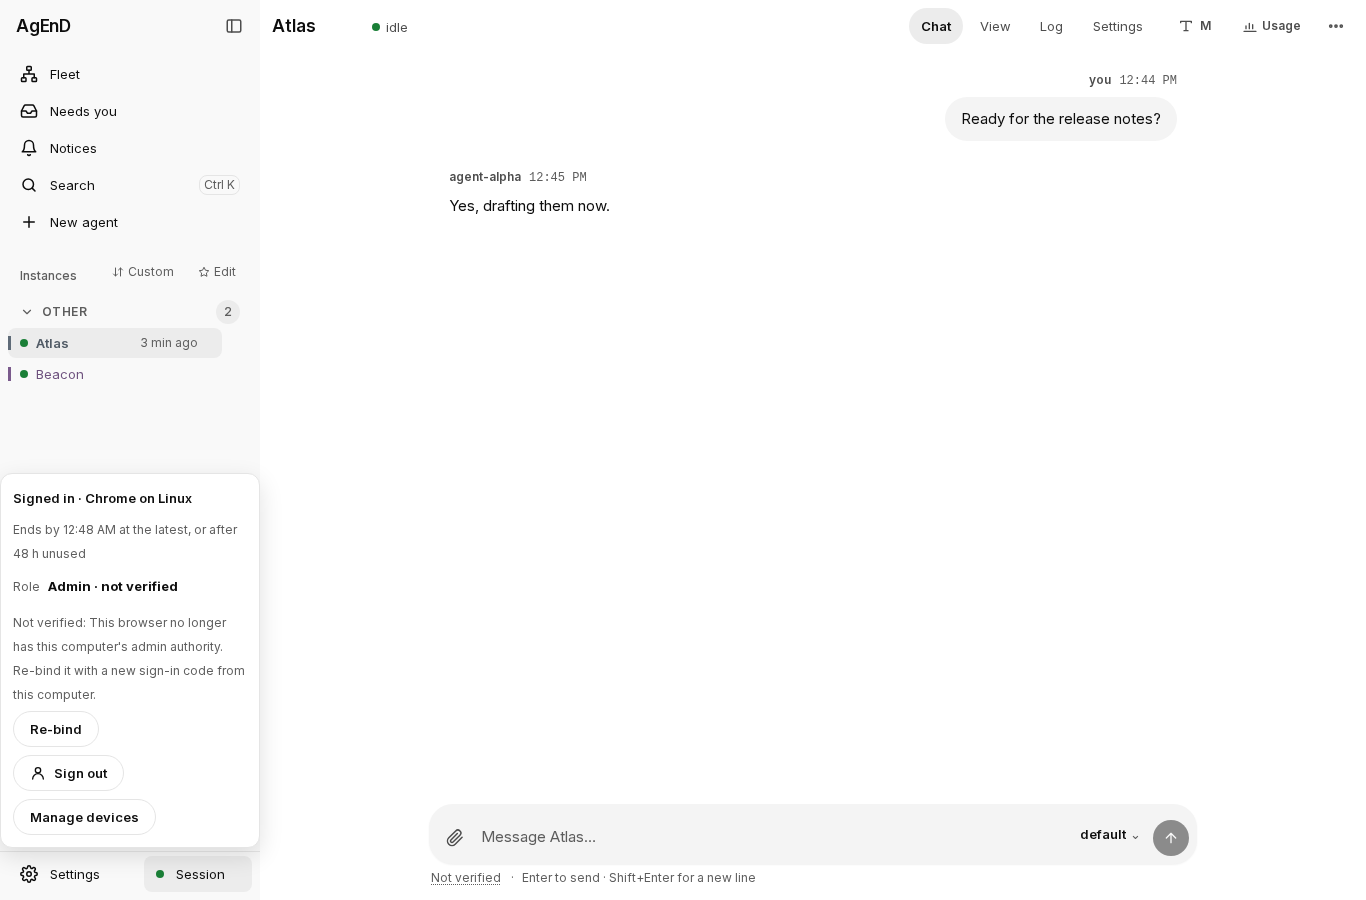 AgEnD
Fleet
Needs you
Notices
Search Ctrl K
New agent
Instances Custom Edit
OTHER 2
Atlas 3 min ago
Beacon
Signed in · Chrome on Linux
Ends by 12:48 AM at the latest, or after
48 h unused
Role Admin · not verified
Not verified: This browser no longer
has this computer's admin authority.
Re-bind it with a new sign-in code from
this computer.
Re-bind
Sign out
Manage devices
Settings Session
Atlas idle Chat View Log Settings M Usage
you 12:44 PM
Ready for the release notes?
agent-alpha 12:45 PM
Yes, drafting them now.
Message Atlas... default
Not verified · Enter to send · Shift+Enter for a new line